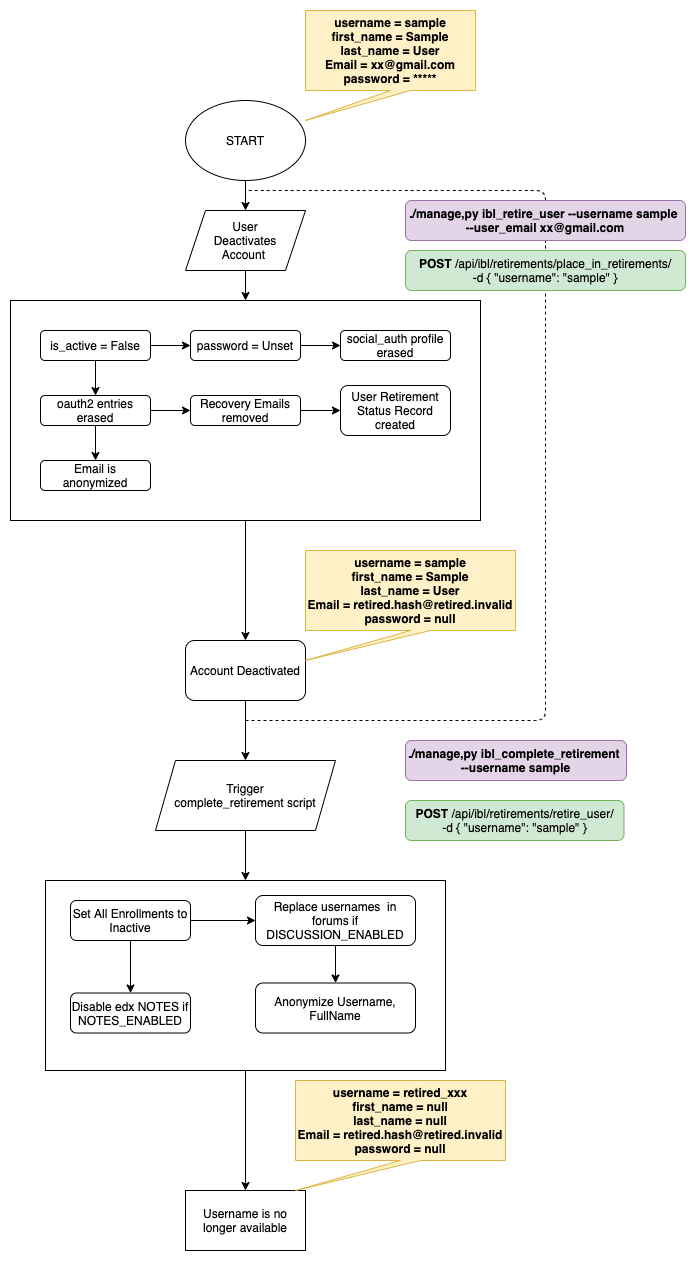 username = sample
first_name = Sample
last_name = User
Email = xx@gmail.com
password = *****
START
User
Deactivates
Account
./manage,py ibl_retire_user --username sample
--user_email xx@gmail.com
POST /api/ibl/retirements/place_in_retirements/
-d { "username": "sample" }
is_active = False
password = Unset
social_auth profile
erased
oauth2 entries
erased
Recovery Emails
removed
User Retirement
Status Record
created
Email is
anonymized
username = sample
first_name = Sample
last_name = User
Email = retired.hash@retired.invalid
password = null
Account Deactivated
./manage,py ibl_complete_retirement
--username sample
Trigger
complete_retirement script
POST /api/ibl/retirements/retire_user/
-d { "username": "sample" }
Set All Enrollments to
Inactive
Replace usernames in
forums if
DISCUSSION_ENABLED
Disable edx NOTES if
NOTES_ENABLED
Anonymize Username,
FullName
username = retired_xxx
first_name = null
last_name = null
Email = retired.hash@retired.invalid
password = null
Username is no
longer available